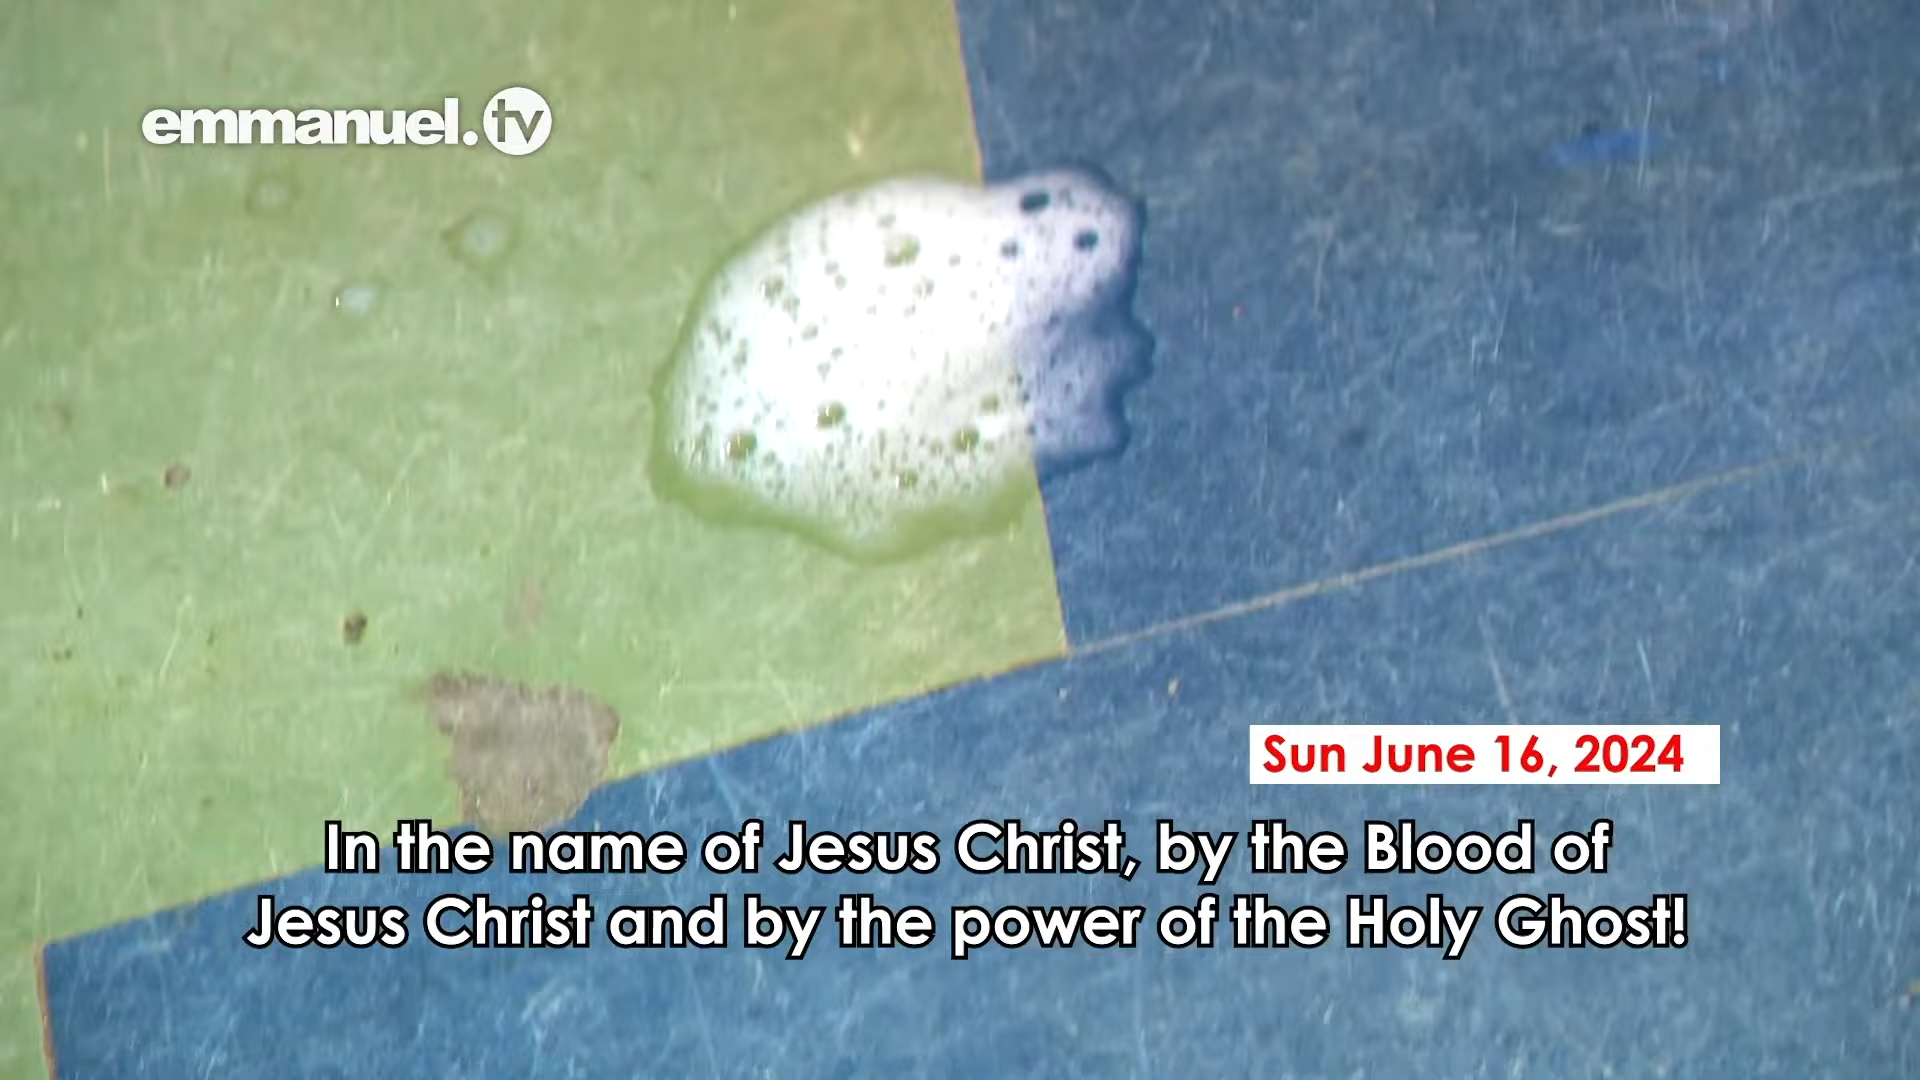 emmanuel.tv
Sun June 16, 2024
In the name of Jesus Christ, by the Blood of
Jesus Christ and by the power of the Holy Ghost!